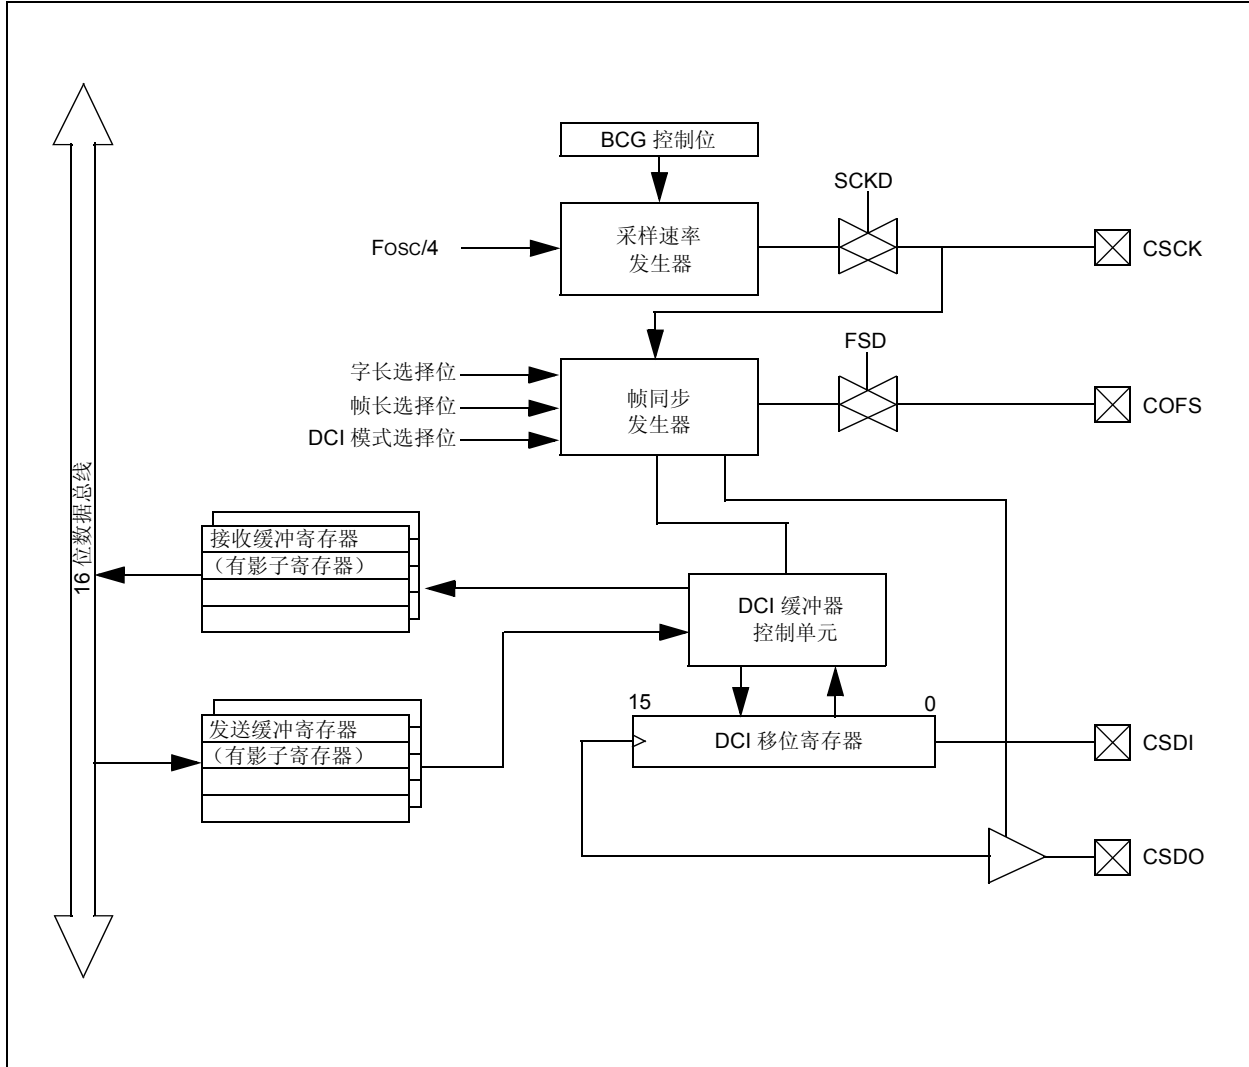 BCG 控制位
SCKD
采样速率
发生器
Fosc/4
CSCK
FSD
字长选择位
帧长选择位
DCI 模式选择位
帧同步
发生器
COFS
16 位数据总线
接收缓冲寄存器
（有影子寄存器）
DCI 缓冲器
控制单元
15
0
发送缓冲寄存器
（有影子寄存器）
DCI 移位寄存器
CSDI
CSDO